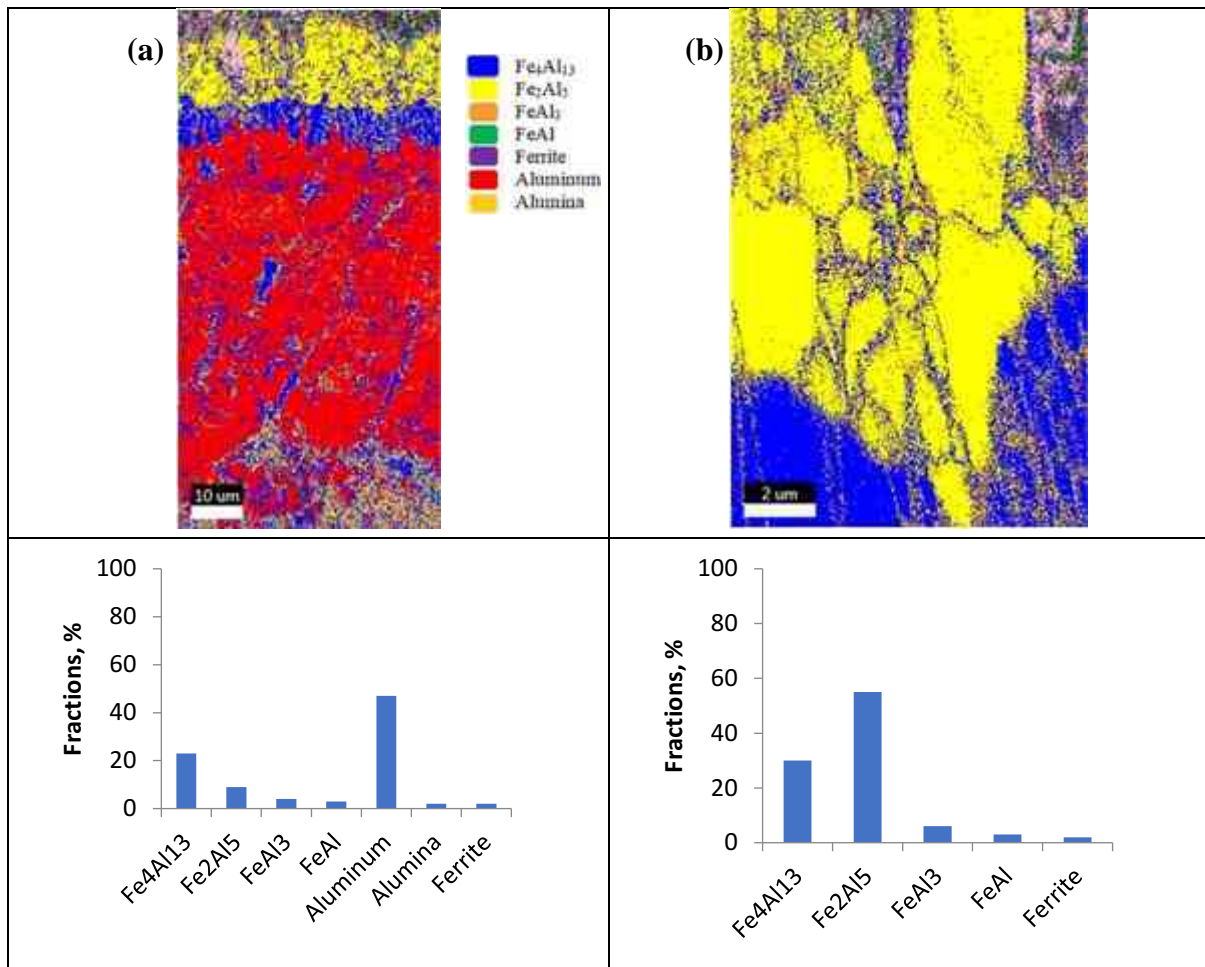 (a)
Fe₄Al₁₃
Fe₂Al₅
FeAl₃
FeAl
Ferrite
Aluminum
Alumina
10 um
(b)
2 um
100
80
60
40
20
0
Fractions, %
Fe4Al13
Fe2Al5
FeAl3
FeAl
Aluminum
Alumina
Ferrite
100
80
60
40
20
0
Fractions, %
Fe4Al13
Fe2Al5
FeAl3
FeAl
Ferrite